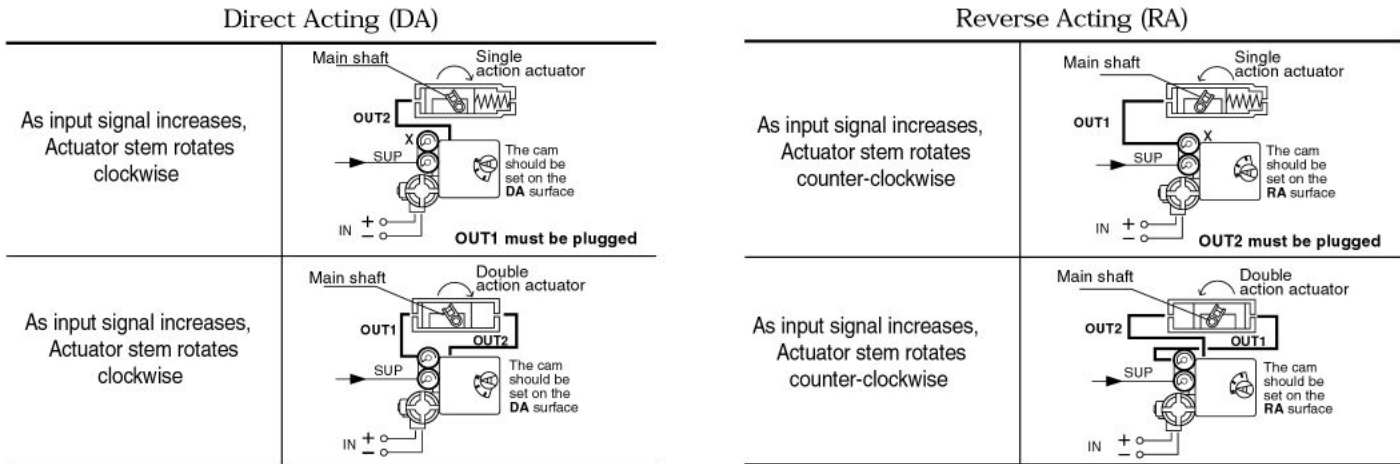 Direct Acting (DA)
As input signal increases,
Actuator stem rotates
clockwise
Main shaft
Single
action actuator
OUT2
X
SUP
The cam
should be
set on the
DA surface
IN
+
−
OUT1 must be plugged
As input signal increases,
Actuator stem rotates
clockwise
Main shaft
Double
action actuator
OUT1
OUT2
SUP
The cam
should be
set on the
DA surface
IN
+
−
Reverse Acting (RA)
As input signal increases,
Actuator stem rotates
counter-clockwise
Main shaft
Single
action actuator
OUT1
X
SUP
The cam
should be
set on the
RA surface
IN
+
−
OUT2 must be plugged
As input signal increases,
Actuator stem rotates
counter-clockwise
Main shaft
Double
action actuator
OUT2
OUT1
SUP
The cam
should be
set on the
RA surface
IN
+
−